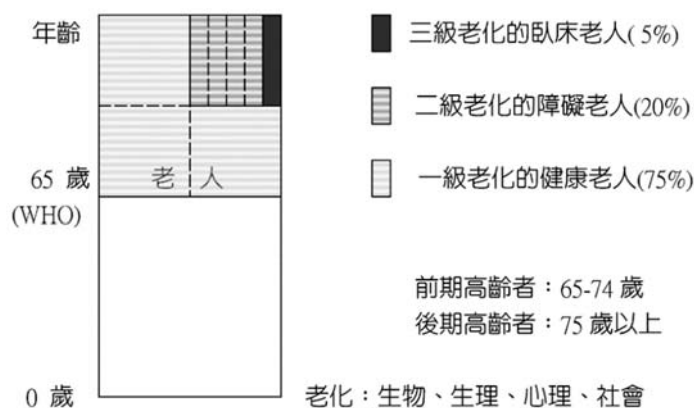 年齡
三級老化的臥床老人( 5%)
二級老化的障礙老人(20%)
一級老化的健康老人(75%)
65 歲
(WHO)
老人
前期高齡者：65-74 歲
後期高齡者：75 歲以上
0 歲
老化：生物、生理、心理、社會